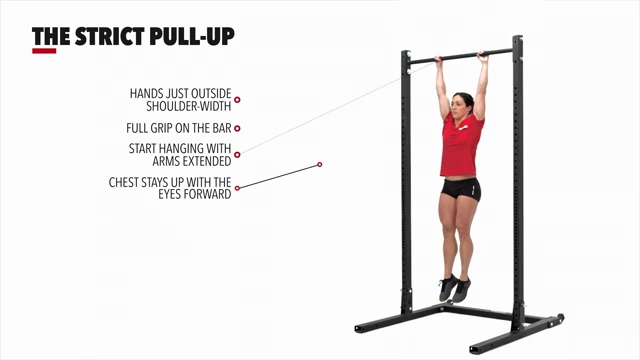 THE STRICT PULL-UP
HANDS JUST OUTSIDE
SHOULDER-WIDTH
FULL GRIP ON THE BAR
START HANGING WITH
ARMS EXTENDED
CHEST STAYS UP WITH THE
EYES FORWARD